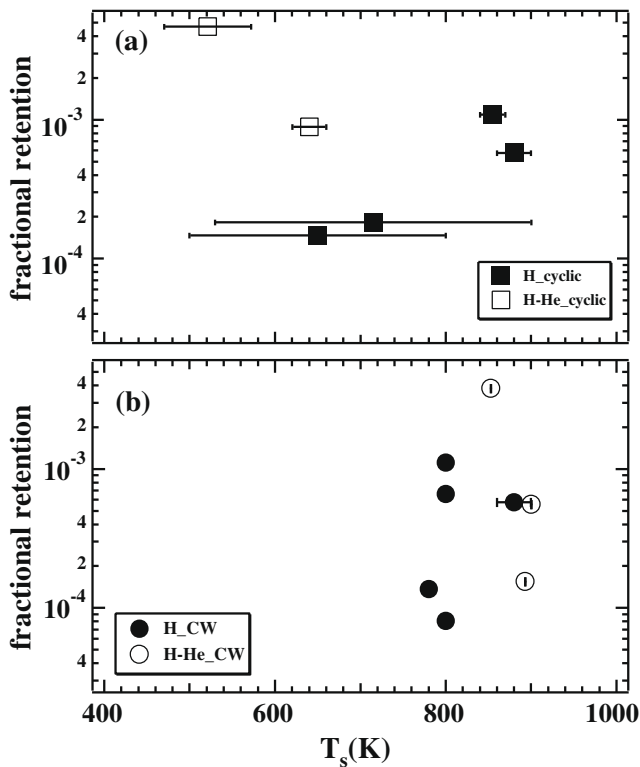 4
(a)
2
fractional retention
10⁻³
4
2
10⁻⁴
4
H_cyclic
H-He_cyclic
4
(b)
2
fractional retention
10⁻³
4
2
10⁻⁴
H_CW
H-He_CW
4
400 600 800 1000
Tₛ(K)